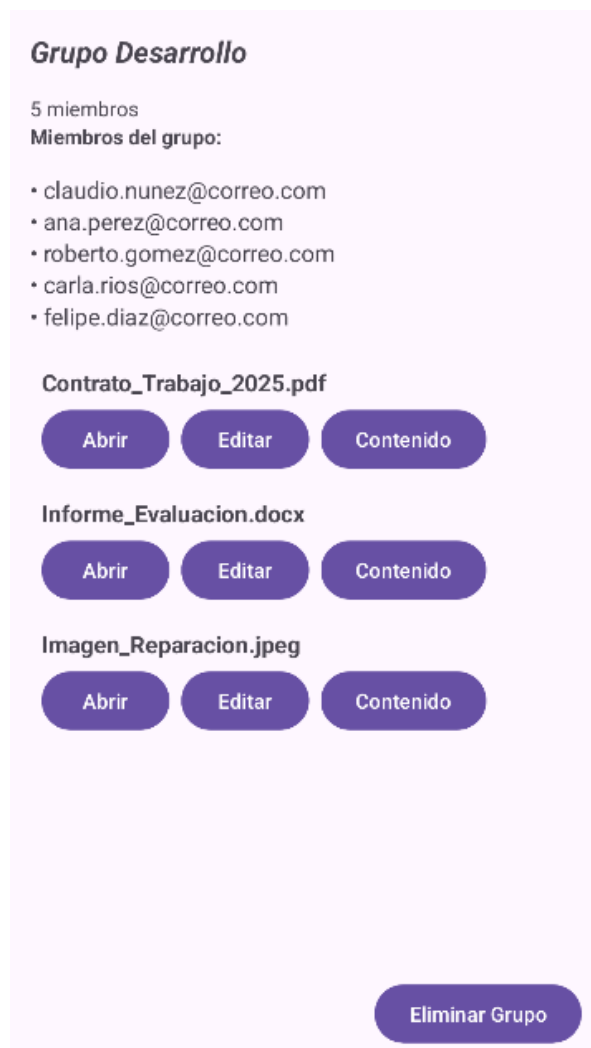 Grupo Desarrollo
5 miembros
Miembros del grupo:
• claudio.nunez@correo.com
• ana.perez@correo.com
• roberto.gomez@correo.com
• carla.rios@correo.com
• felipe.diaz@correo.com
Contrato_Trabajo_2025.pdf
Abrir Editar Contenido
Informe_Evaluacion.docx
Abrir Editar Contenido
Imagen_Reparacion.jpeg
Abrir Editar Contenido
Eliminar Grupo